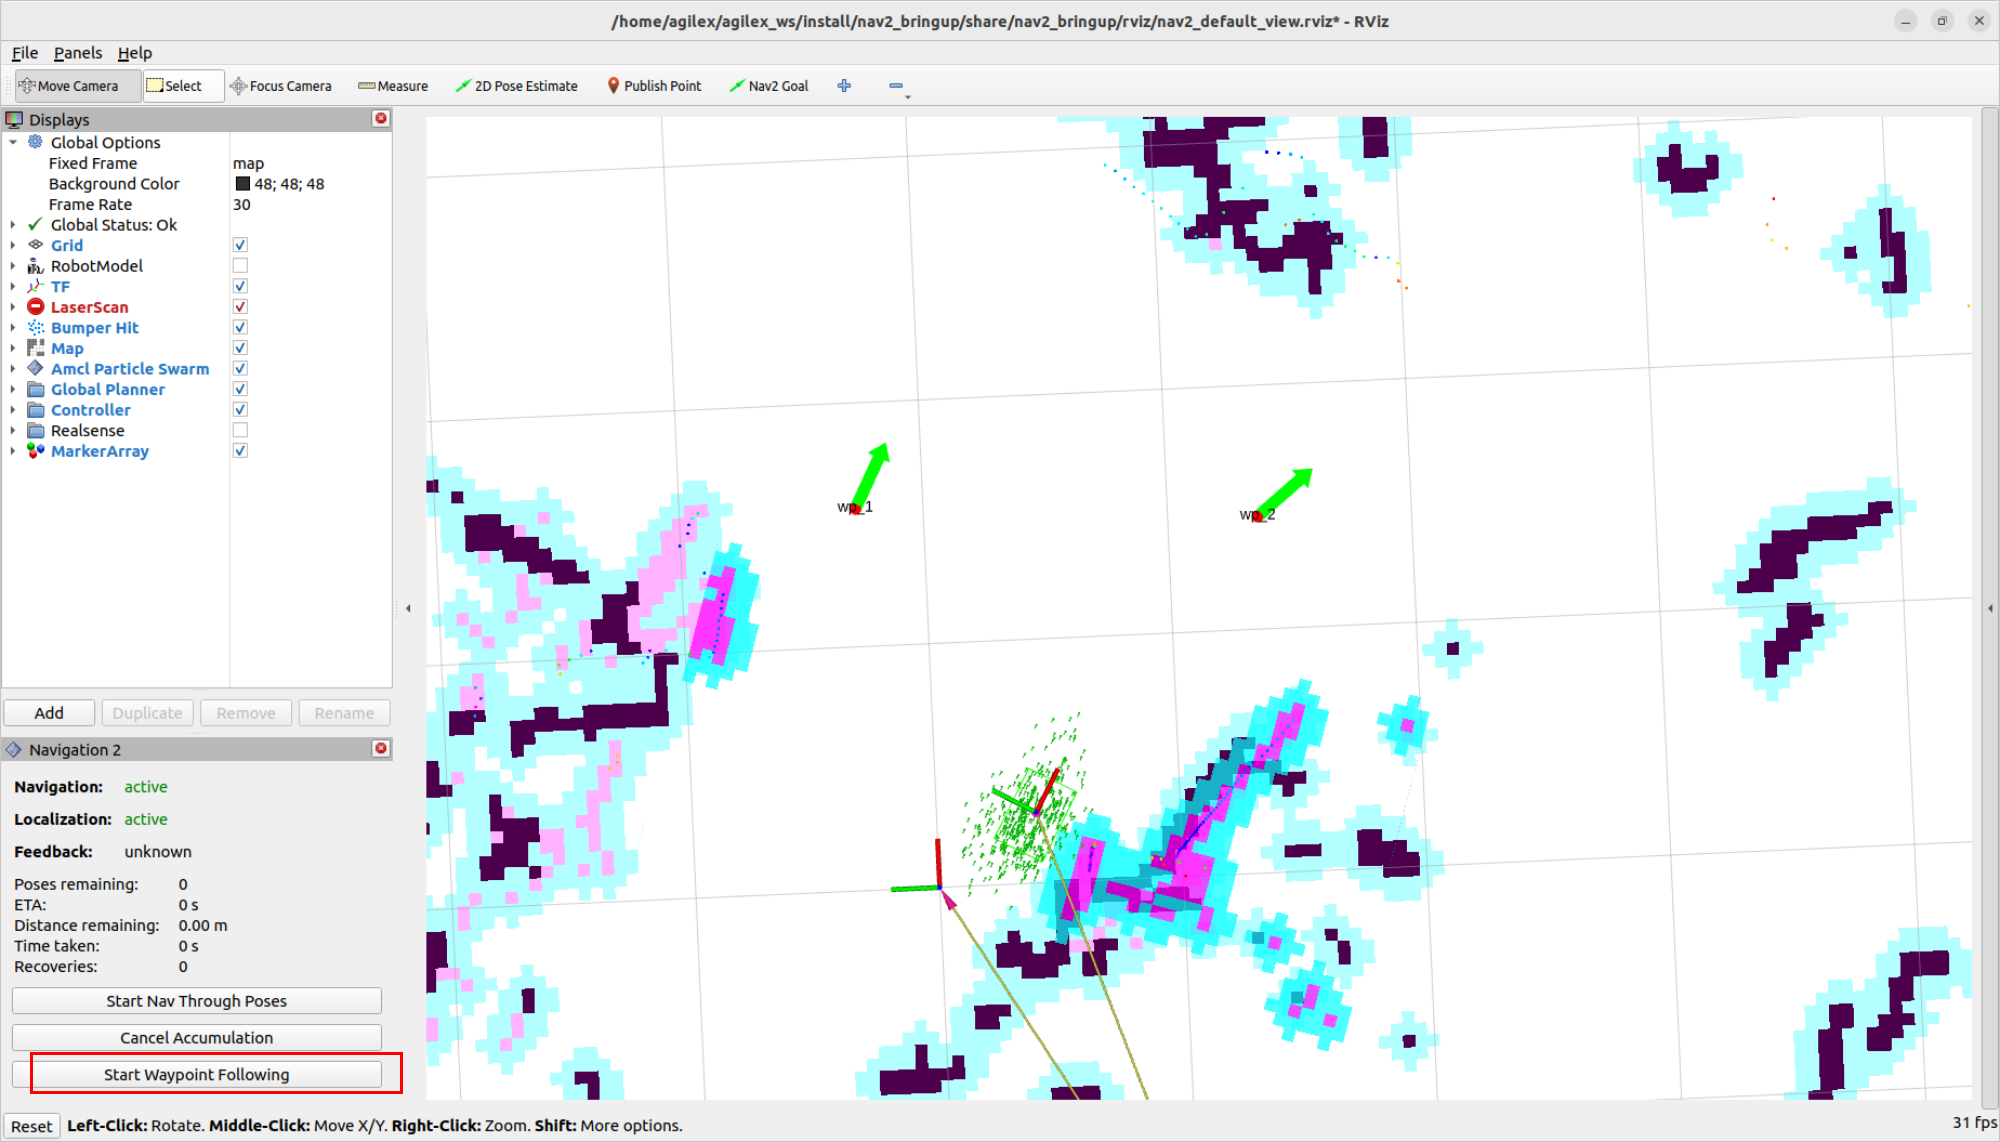 /home/agilex_ws/install/nav2_bringup/share/nav2_bringup/rviz/nav2_default_view.rviz* - RViz
File Panels Help
Move Camera Select Focus Camera Measure 2D Pose Estimate Publish Point Nav2 Goal
Displays
Global Options
Fixed Frame map
Background Color 48; 48; 48
Frame Rate 30
Global Status: Ok
Grid
RobotModel
TF
LaserScan
Bumper Hit
Map
Amcl Particle Swarm
Global Planner
Controller
Realsense
MarkerArray
Add Duplicate Remove Rename
Navigation 2
Navigation: active
Localization: active
Feedback: unknown
Poses remaining: 0
ETA: 0 s
Distance remaining: 0.00 m
Time taken: 0 s
Recoveries: 0
Start Nav Through Poses
Cancel Accumulation
Start Waypoint Following
wp_1
wp_2
Reset Left-Click: Rotate. Middle-Click: Move X/Y. Right-Click: Zoom. Shift: More options.
31 fps